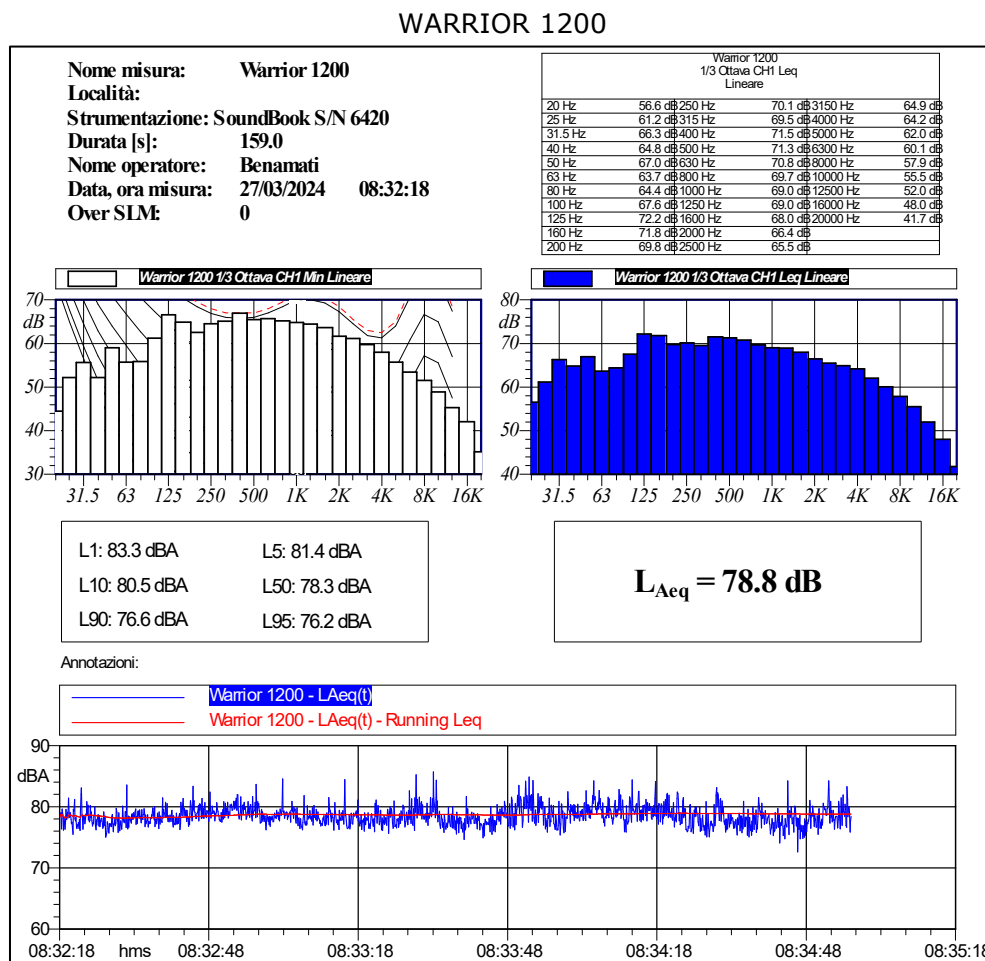 WARRIOR 1200
Nome misura: Warrior 1200
Località:
Strumentazione: SoundBook S/N 6420
Durata [s]: 159.0
Nome operatore: Benamati
Data, ora misura: 27/03/2024 08:32:18
Over SLM: 0
Warrior 1200
1/3 Ottava CH1 Leq
Lineare
20 Hz 56.6 dB 250 Hz 70.1 dB 3150 Hz 64.9 dB
25 Hz 61.2 dB 315 Hz 69.5 dB 4000 Hz 64.2 dB
31.5 Hz 66.3 dB 400 Hz 71.5 dB 5000 Hz 62.0 dB
40 Hz 64.8 dB 500 Hz 71.3 dB 6300 Hz 60.1 dB
50 Hz 67.0 dB 630 Hz 70.8 dB 8000 Hz 57.9 dB
63 Hz 63.7 dB 800 Hz 69.7 dB 10000 Hz 55.5 dB
80 Hz 64.4 dB 1000 Hz 69.0 dB 12500 Hz 52.0 dB
100 Hz 67.6 dB 1250 Hz 69.0 dB 16000 Hz 48.0 dB
125 Hz 72.2 dB 1600 Hz 68.0 dB 20000 Hz 41.7 dB
160 Hz 71.8 dB 2000 Hz 66.4 dB
200 Hz 69.8 dB 2500 Hz 65.5 dB
Warrior 1200 1/3 Ottava CH1 Min Lineare
70
dB
60
50
40
30
31.5 63 125 250 500 1K 2K 4K 8K 16K
Warrior 1200 1/3 Ottava CH1 Leq Lineare
80
dB
70
60
50
40
31.5 63 125 250 500 1K 2K 4K 8K 16K
L1: 83.3 dBA L5: 81.4 dBA
L10: 80.5 dBA L50: 78.3 dBA
L90: 76.6 dBA L95: 76.2 dBA
LAeq = 78.8 dB
Annotazioni:
Warrior 1200 - LAeq(t)
Warrior 1200 - LAeq(t) - Running Leq
90
dBA
80
70
60
08:32:18 hms 08:32:48 08:33:18 08:33:48 08:34:18 08:34:48 08:35:18